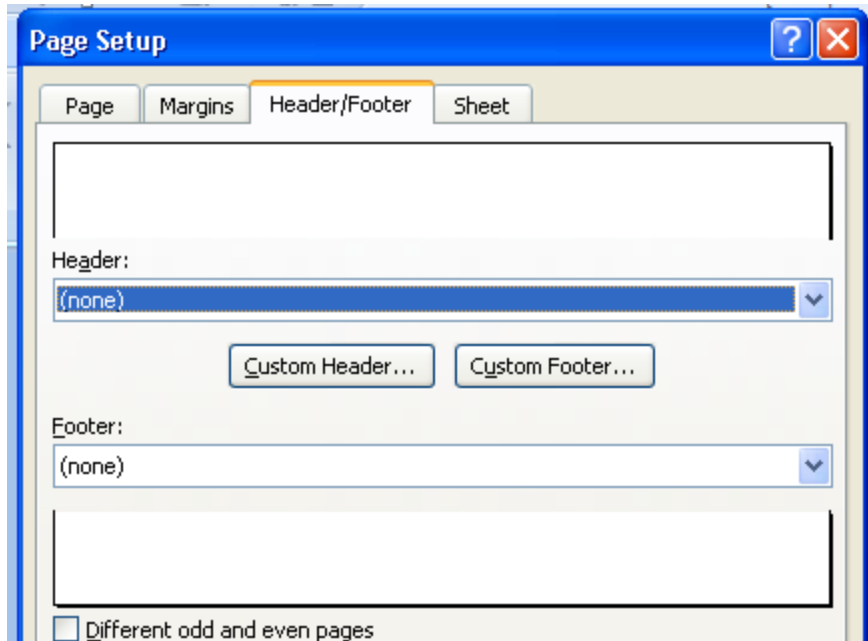 Page Setup
Page Margins Header/Footer Sheet
Header:
(none)
Custom Header... Custom Footer...
Footer:
(none)
Different odd and even pages